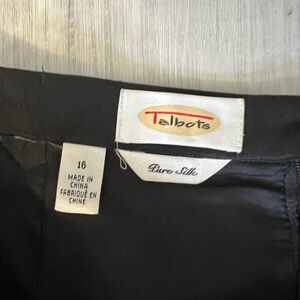 Talbots
Pure Silk
16
MADE IN
CHINA
FABRIQUÉ EN
CHINE